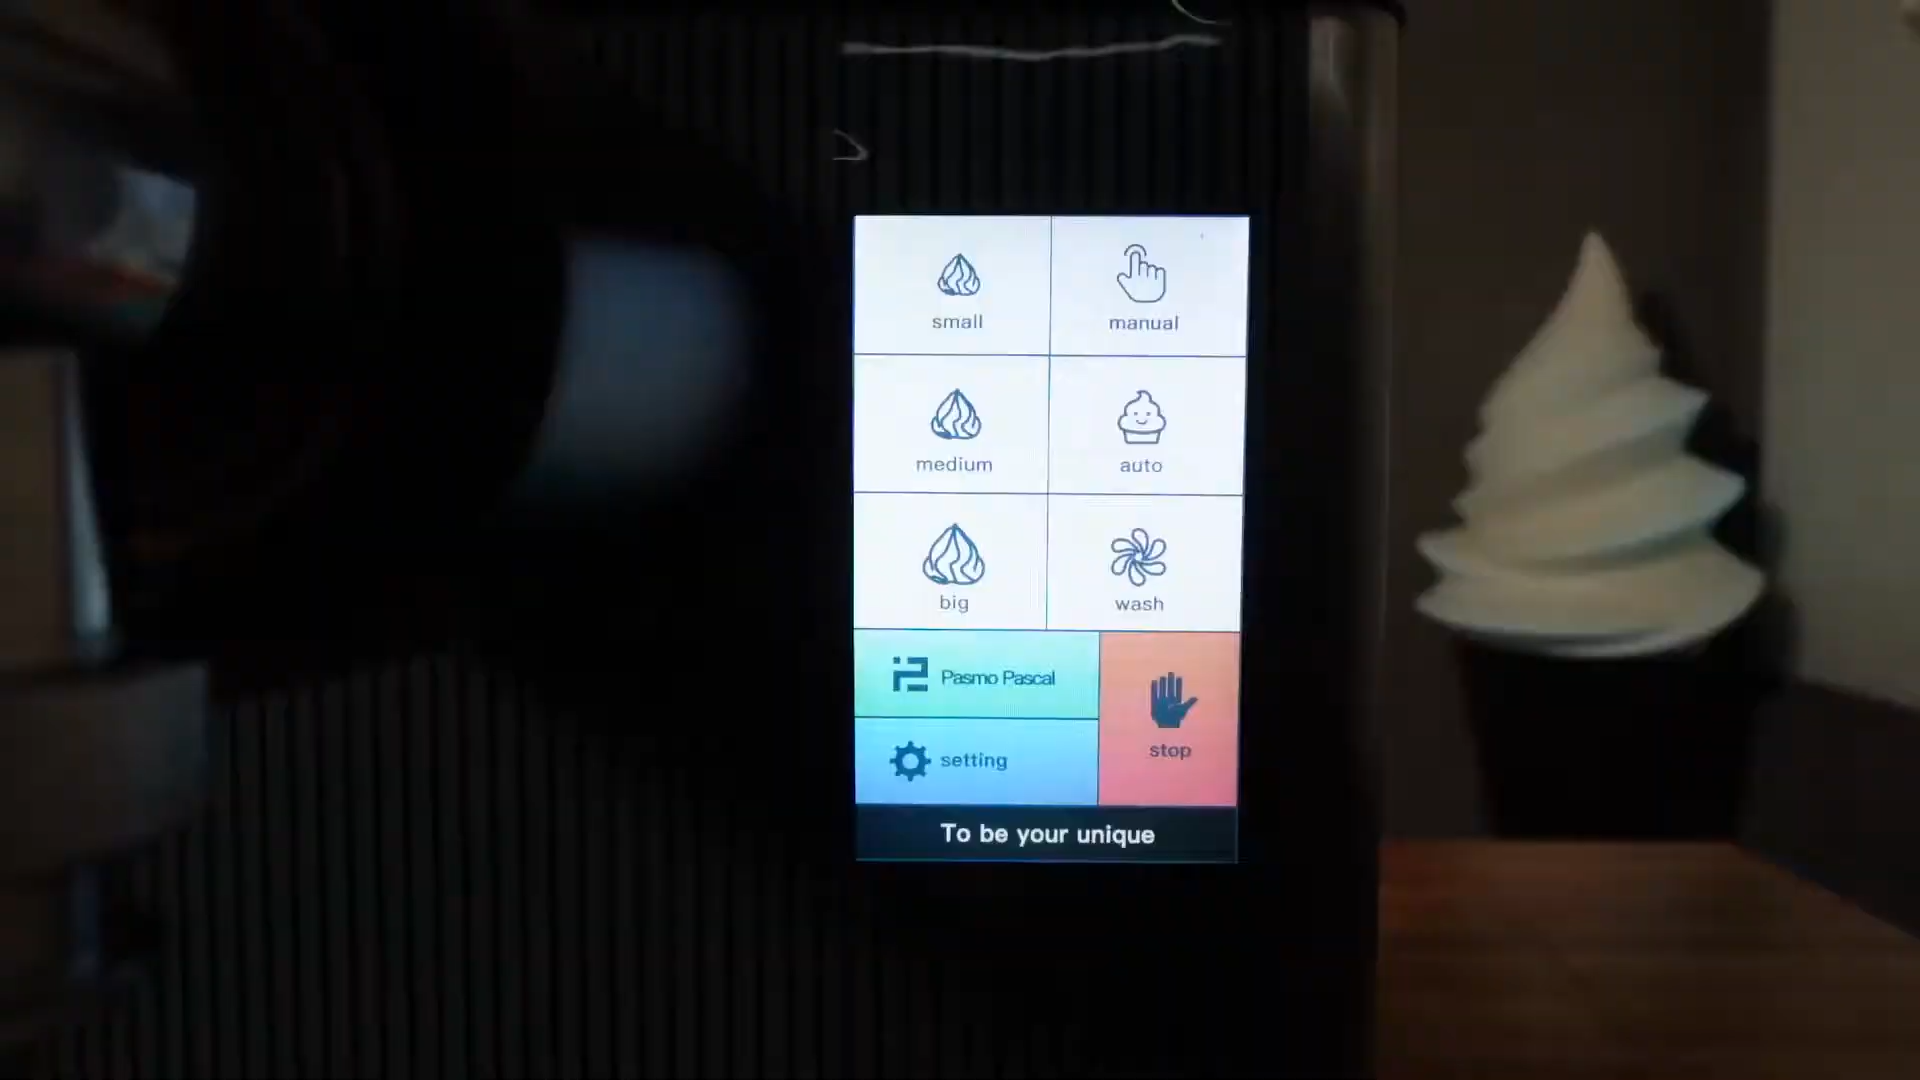 small
manual
medium
auto
big
wash
Pasmo Pascal
setting
stop
To be your unique